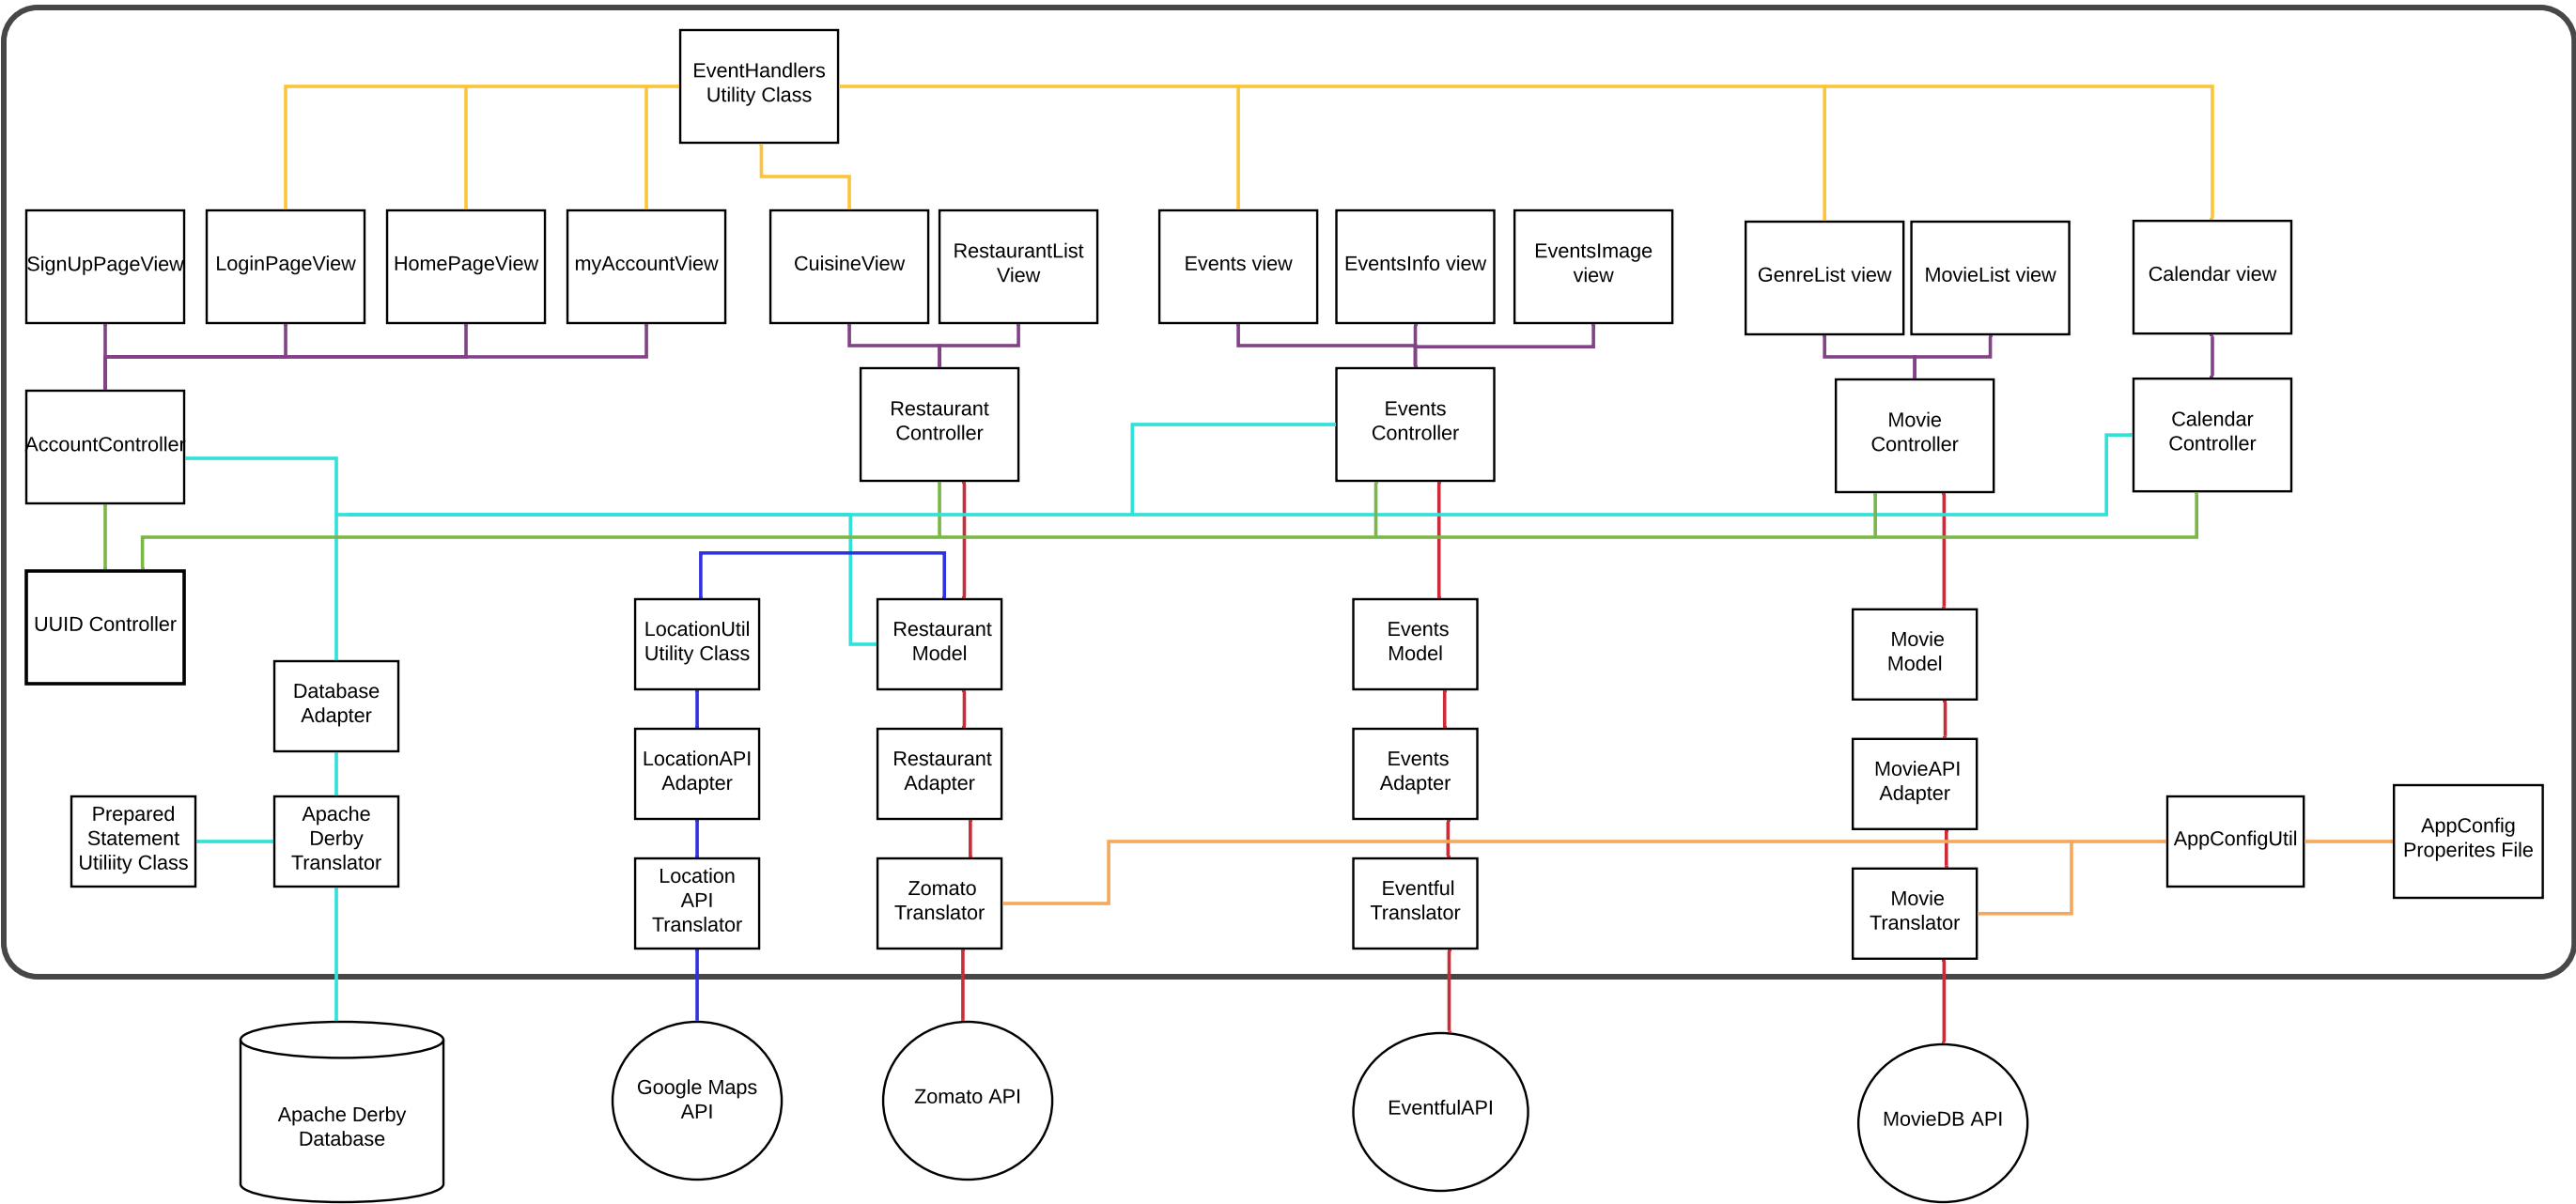 EventHandlers
Utility Class
SignUpPageView
LoginPageView
HomePageView
myAccountView
CuisineView
RestaurantList
View
Events view
EventsInfo view
EventsImage
view
GenreList view
MovieList view
Calendar view
AccountController
Restaurant
Controller
Events
Controller
Movie
Controller
Calendar
Controller
UUID Controller
LocationUtil
Utility Class
Restaurant
Model
Events
Model
Movie
Model
Database
Adapter
LocationAPI
Adapter
Restaurant
Adapter
Events
Adapter
MovieAPI
Adapter
Prepared
Statement
Utiliity Class
Apache
Derby
Translator
AppConfigUtil
AppConfig
Properites File
Location
API
Translator
Zomato
Translator
Eventful
Translator
Movie
Translator
Apache Derby
Database
Google Maps
API
Zomato API
EventfulAPI
MovieDB API